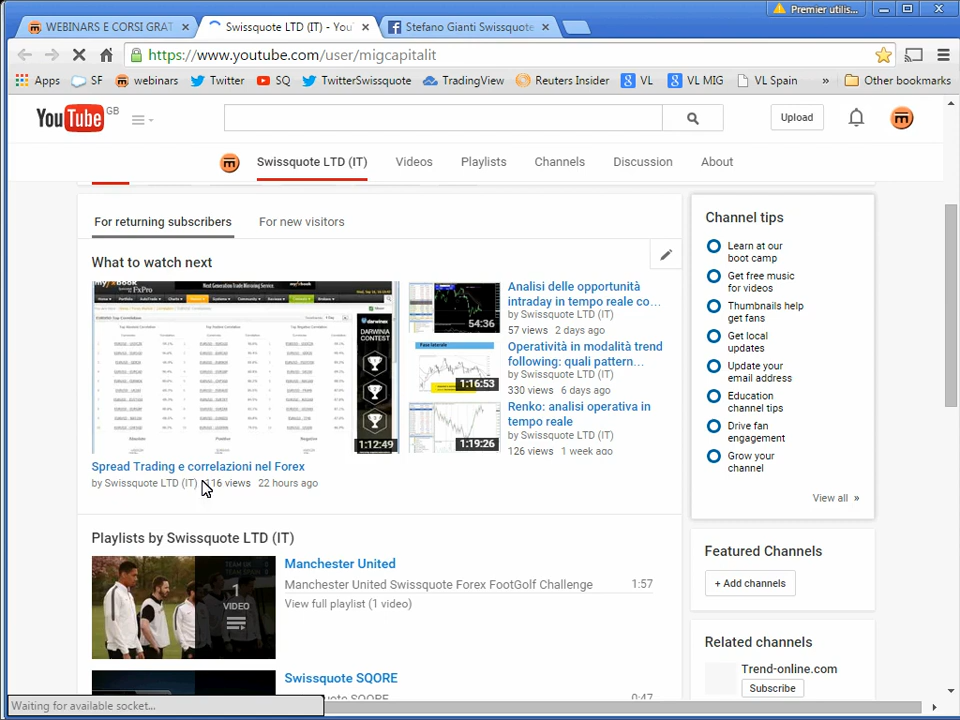 WEBINARS E CORSI GRAT
Swissquote LTD (IT) - You
Stefano Gianti Swissquote
Premier utilis...
https://www.youtube.com/user/migcapitalit
Apps
SF
webinars
Twitter
SQ
TwitterSwissquote
TradingView
Reuters Insider
VL
VL MIG
VL Spain
»
Other bookmarks
YouTube GB
Upload
Swissquote LTD (IT)
Videos
Playlists
Channels
Discussion
About
For returning subscribers
For new visitors
What to watch next
1:12:49
Spread Trading e correlazioni nel Forex
by Swissquote LTD (IT) 116 views 22 hours ago
54:36
Analisi delle opportunità
intraday in tempo reale co...
by Swissquote LTD (IT)
57 views 2 days ago
1:16:53
Operatività in modalità trend
following: quali pattern...
by Swissquote LTD (IT)
330 views 6 days ago
1:19:26
Renko: analisi operativa in
tempo reale
by Swissquote LTD (IT)
126 views 1 week ago
Playlists by Swissquote LTD (IT)
1
VIDEO
Manchester United
Manchester United Swissquote Forex FootGolf Challenge 1:57
View full playlist (1 video)
Swissquote SQORE
Channel tips
Learn at our
boot camp
Get free music
for videos
Thumbnails help
get fans
Get local
updates
Update your
email address
Education
channel tips
Drive fan
engagement
Grow your
channel
View all »
Featured Channels
+ Add channels
Related channels
Trend-online.com
Subscribe
Waiting for available socket...